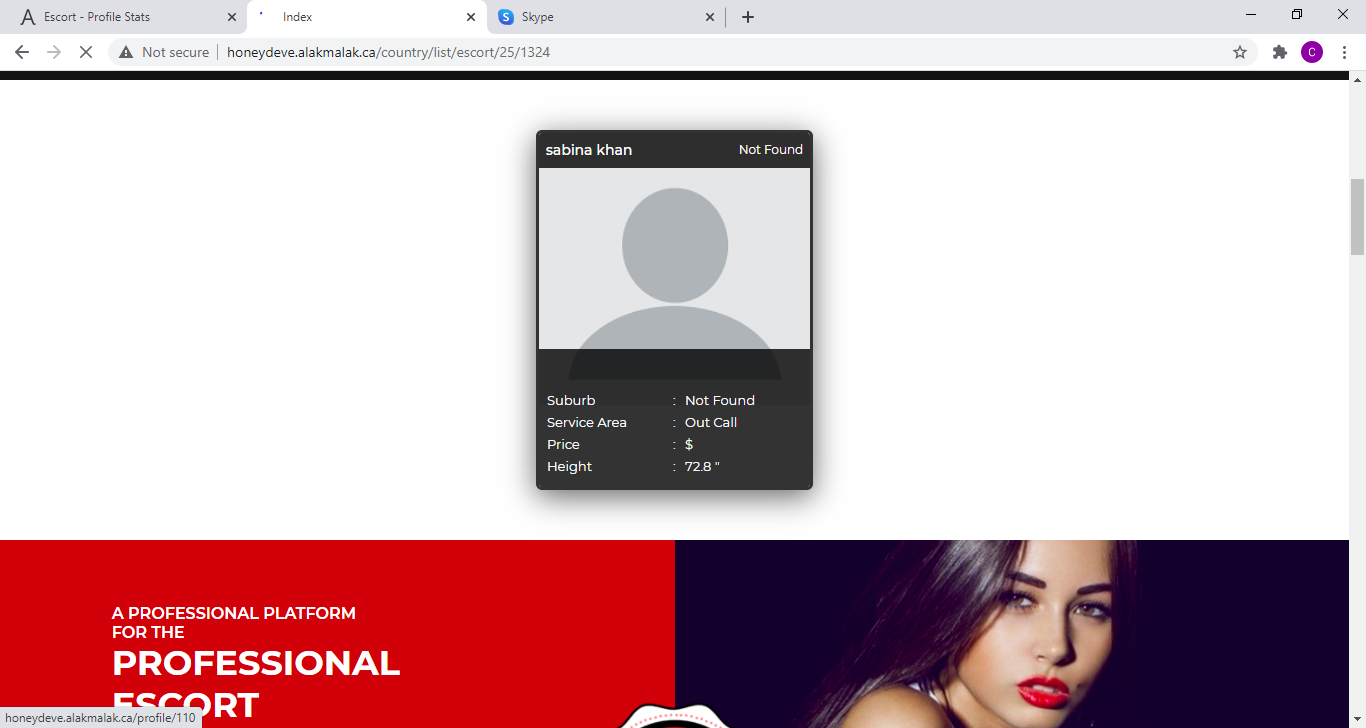 Escort - Profile Stats
Index
Skype
Not secure
honeydeve.alakmalak.ca/country/list/escort/25/1324
C
sabina khan
Not Found
Suburb : Not Found
Service Area : Out Call
Price : $
Height : 72.8 "
A PROFESSIONAL PLATFORM
FOR THE
PROFESSIONAL
ESCORT
honeydeve.alakmalak.ca/profile/110